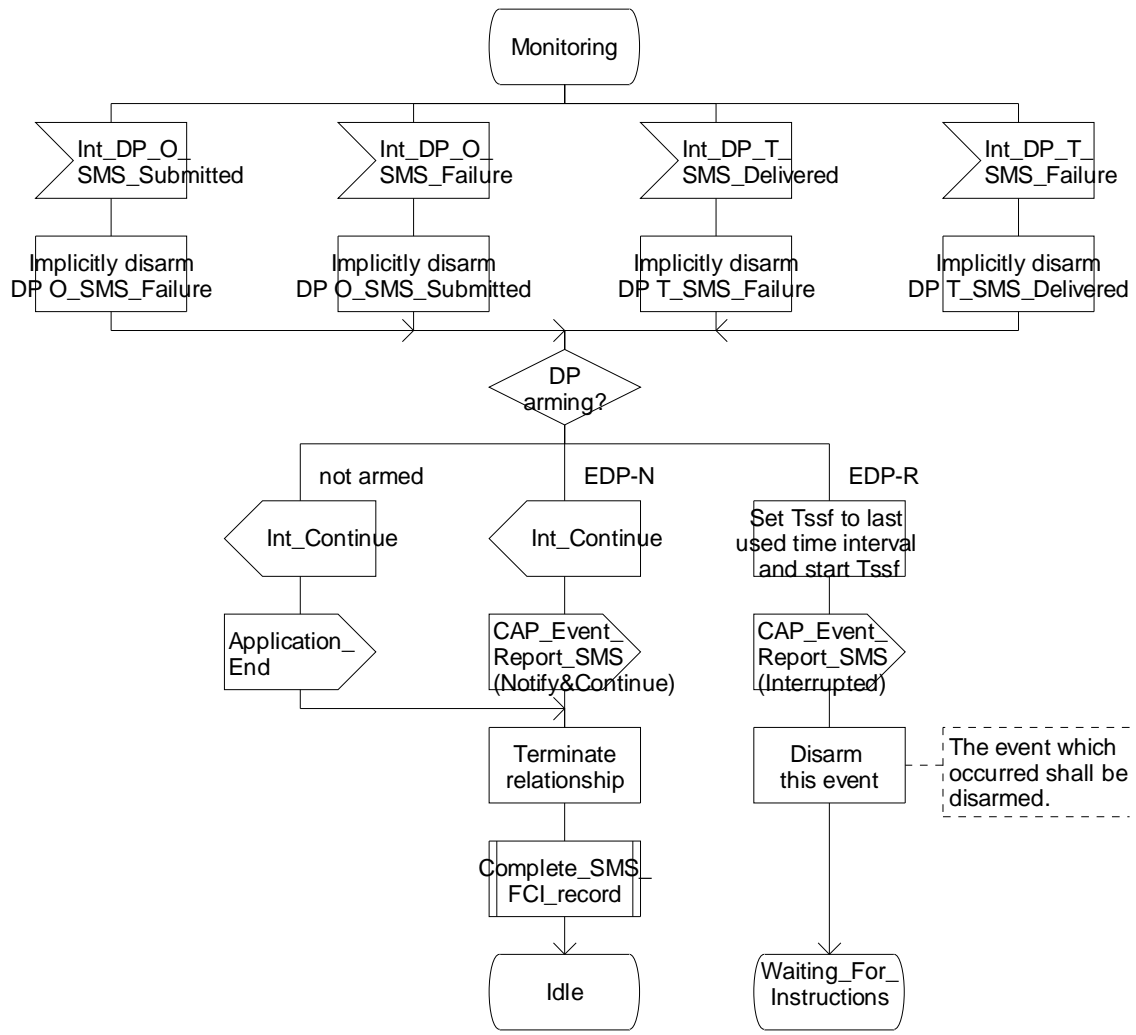 Monitoring
Int_DP_O_
SMS_Submitted
Int_DP_O_
SMS_Failure
Int_DP_T_
SMS_Delivered
Int_DP_T_
SMS_Failure
Implicitly disarm
DP O_SMS_Failure
Implicitly disarm
DP O_SMS_Submitted
Implicitly disarm
DP T_SMS_Failure
Implicitly disarm
DP T_SMS_Delivered
DP
arming?
not armed
EDP-N
EDP-R
Int_Continue
Int_Continue
Set Tssf to last
used time interval
and start Tssf
Application_
End
CAP_Event_
Report_SMS
(Notify&Continue)
CAP_Event_
Report_SMS
(Interrupted)
Terminate
relationship
Disarm
this event
The event which
occurred shall be
disarmed.
Complete_SMS_
FCI_record
Idle
Waiting_For_
Instructions